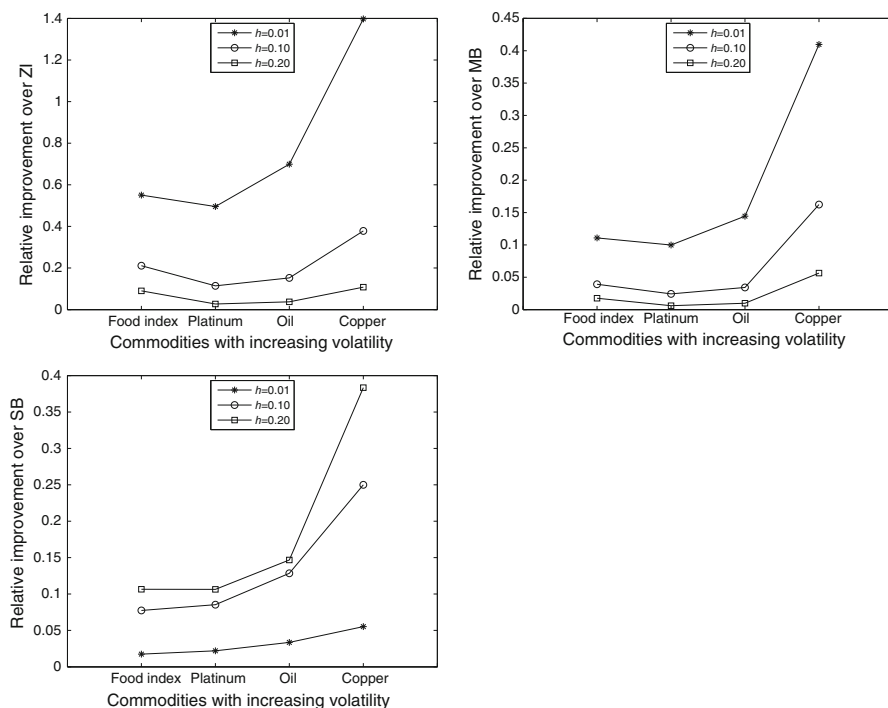 Relative improvement over ZI
1.4
1.2
1
0.8
0.6
0.4
0.2
0
h=0.01
h=0.10
h=0.20
Food index Platinum Oil Copper
Commodities with increasing volatility
Relative improvement over MB
0.45
0.4
0.35
0.3
0.25
0.2
0.15
0.1
0.05
0
h=0.01
h=0.10
h=0.20
Food index Platinum Oil Copper
Commodities with increasing volatility
Relative improvement over SB
0.4
0.35
0.3
0.25
0.2
0.15
0.1
0.05
0
h=0.01
h=0.10
h=0.20
Food index Platinum Oil Copper
Commodities with increasing volatility